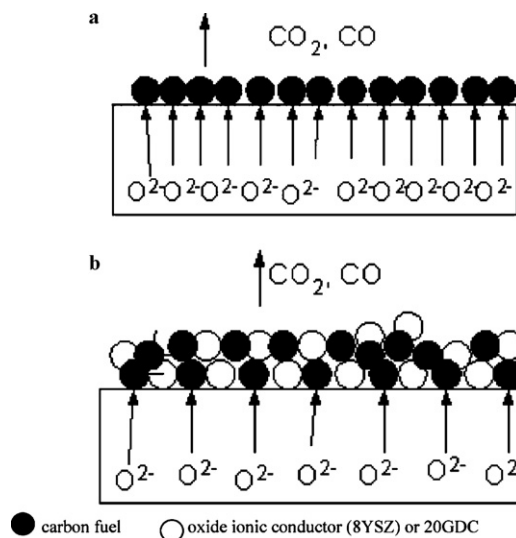 a
CO₂, CO
O²⁻ O²⁻ O²⁻ O²⁻ O²⁻ O²⁻ O²⁻ O²⁻ O²⁻ O²⁻
b
CO₂, CO
O²⁻ O²⁻ O²⁻ O²⁻ O²⁻ O²⁻ O²⁻
carbon fuel oxide ionic conductor (8YSZ) or 20GDC